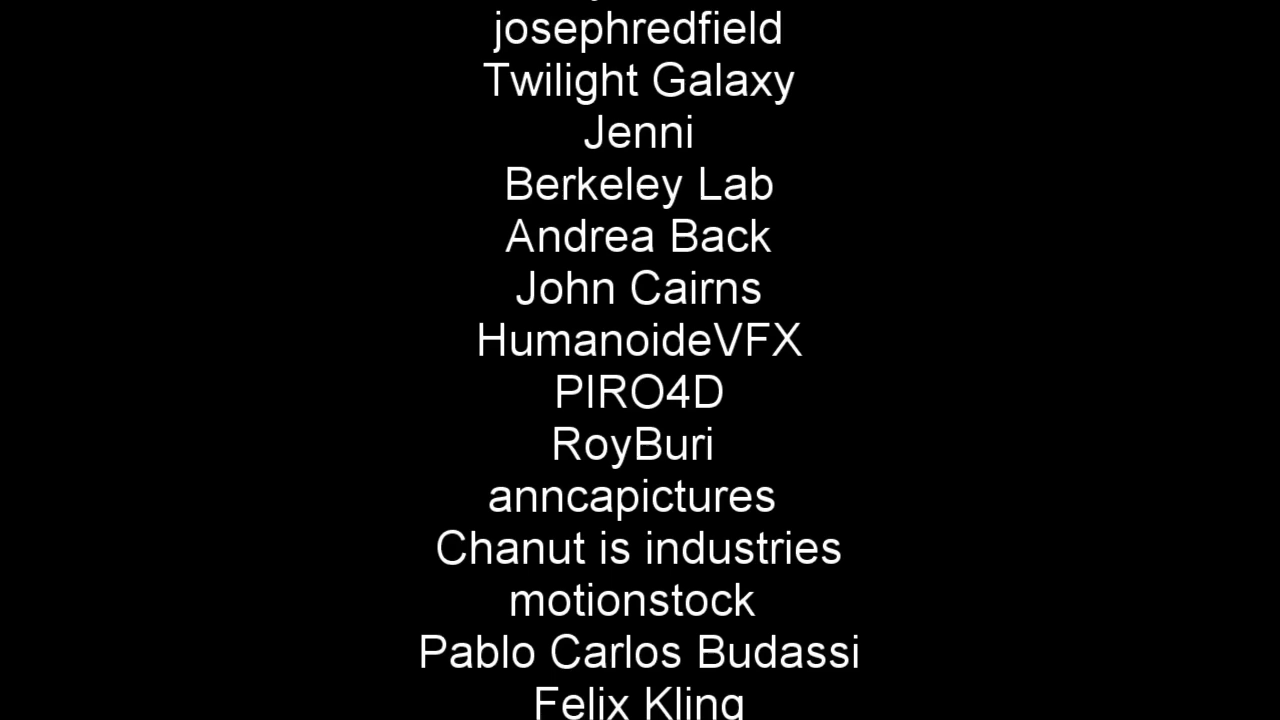 josephredfield
Twilight Galaxy
Jenni
Berkeley Lab
Andrea Back
John Cairns
HumanoideVFX
PIRO4D
RoyBuri
anncapictures
Chanut is industries
motionstock
Pablo Carlos Budassi
Felix Kling